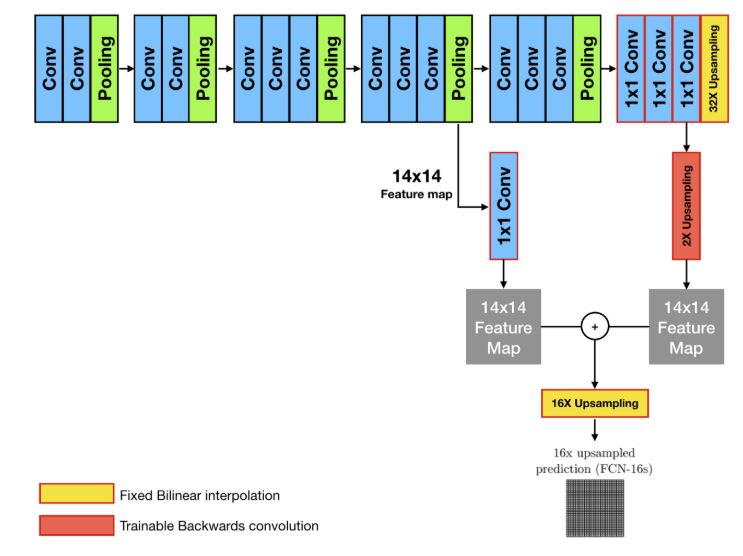 Conv
Conv
Pooling
Conv
Conv
Pooling
Conv
Conv
Conv
Pooling
Conv
Conv
Conv
Pooling
Conv
Conv
Conv
Pooling
1x1 Conv
1x1 Conv
1x1 Conv
32X Upsampling
14x14
Feature map
1x1 Conv
2X Upsampling
14x14
Feature
Map
+
14x14
Feature
Map
16X Upsampling
16x upsampled
prediction (FCN-16s)
Fixed Bilinear interpolation
Trainable Backwards convolution